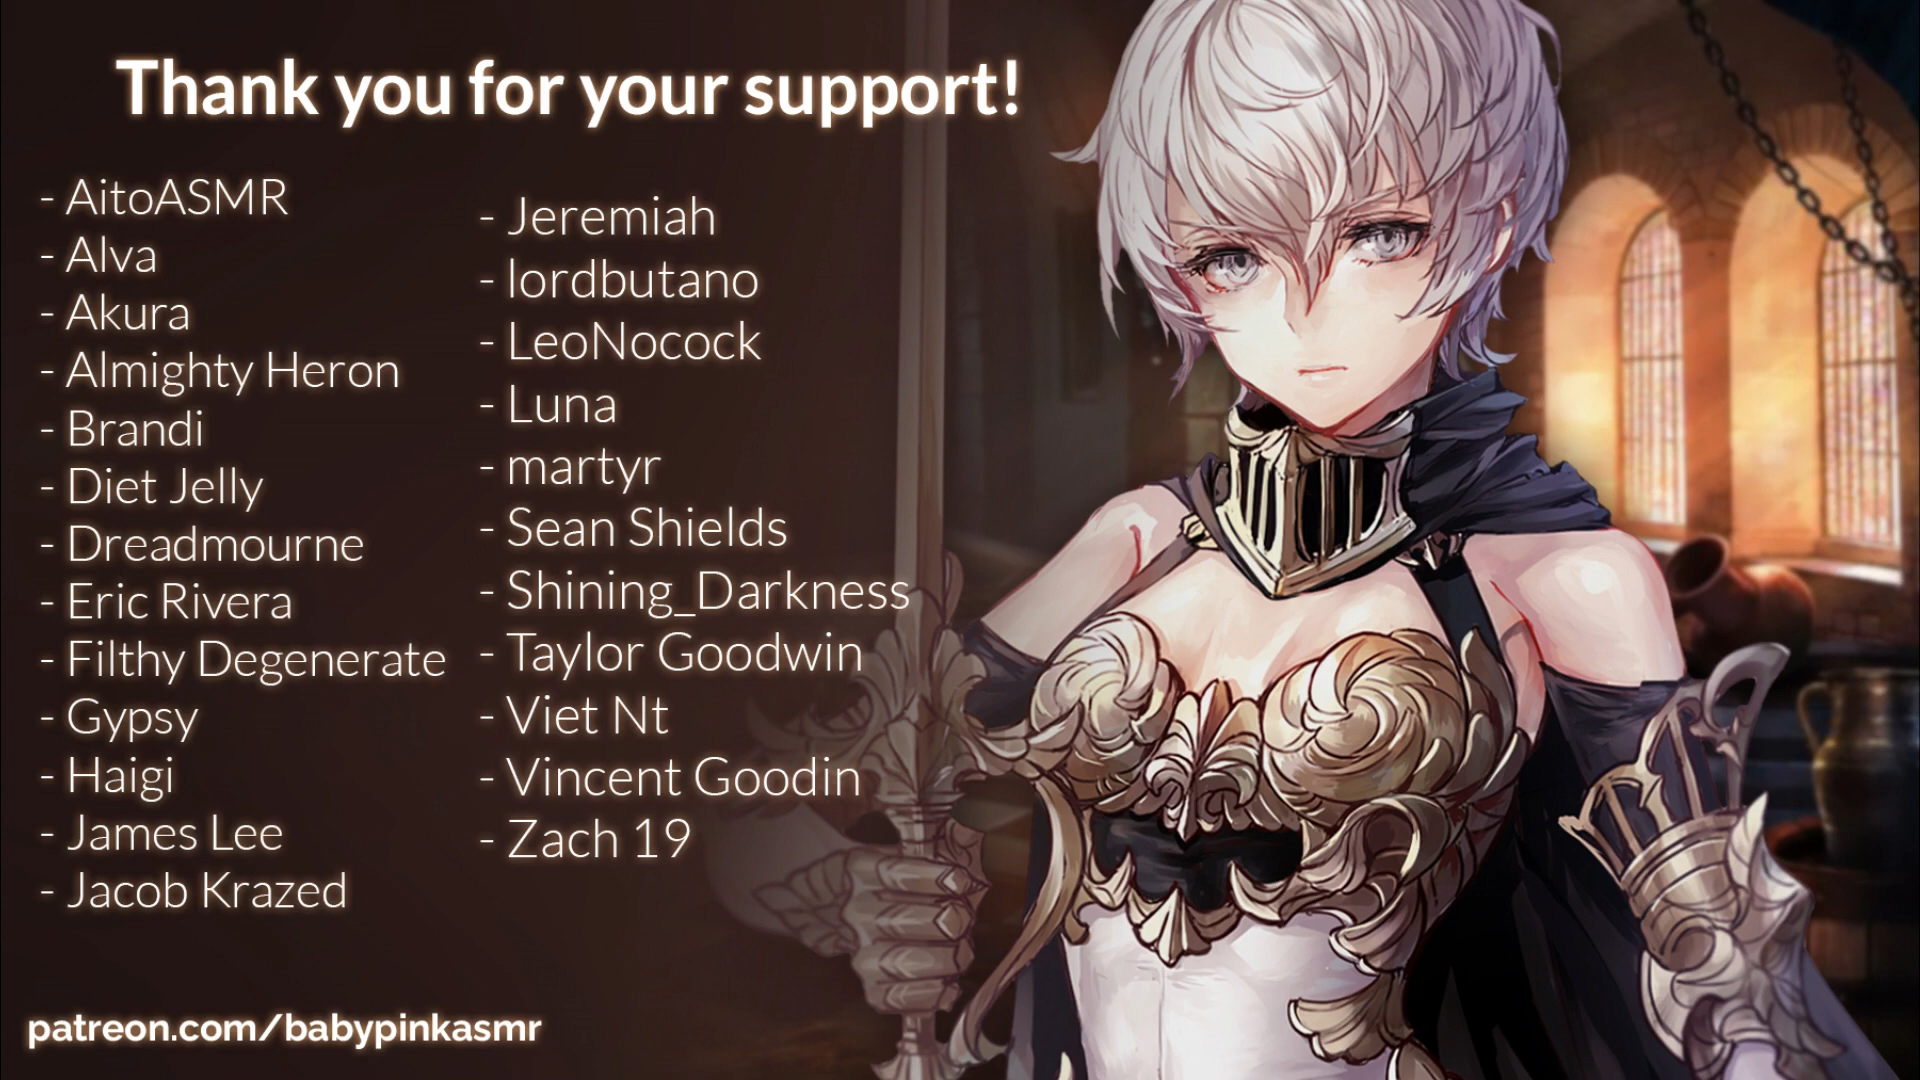 Thank you for your support!
- AitoASMR
- Alva
- Akura
- Almighty Heron
- Brandi
- Diet Jelly
- Dreadmourne
- Eric Rivera
- Filthy Degenerate
- Gypsy
- Haigi
- James Lee
- Jacob Krazed
- Jeremiah
- lordbutano
- LeoNocock
- Luna
- martyr
- Sean Shields
- Shining_Darkness
- Taylor Goodwin
- Viet Nt
- Vincent Goodin
- Zach 19
patreon.com/babypinkasmr